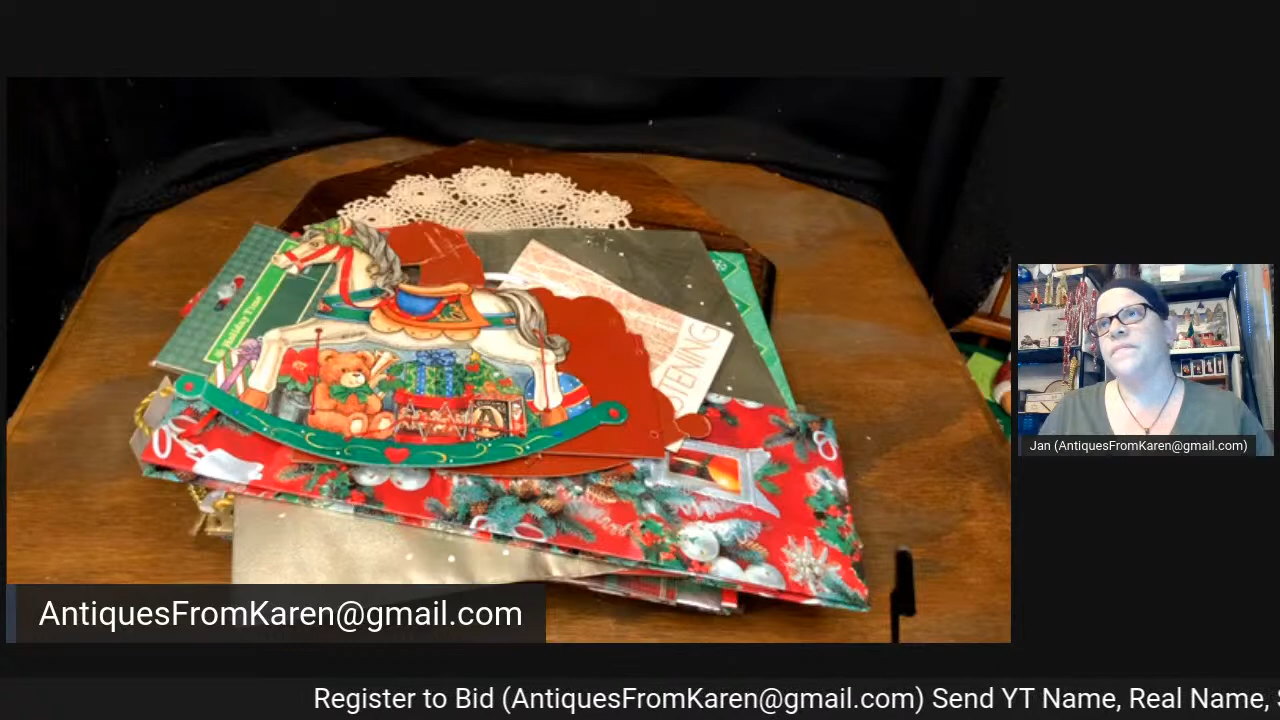 Holiday Time
A
Jan (AntiquesFromKaren@gmail.com)
AntiquesFromKaren@gmail.com
Register to Bid (AntiquesFromKaren@gmail.com) Send YT Name, Real Name,